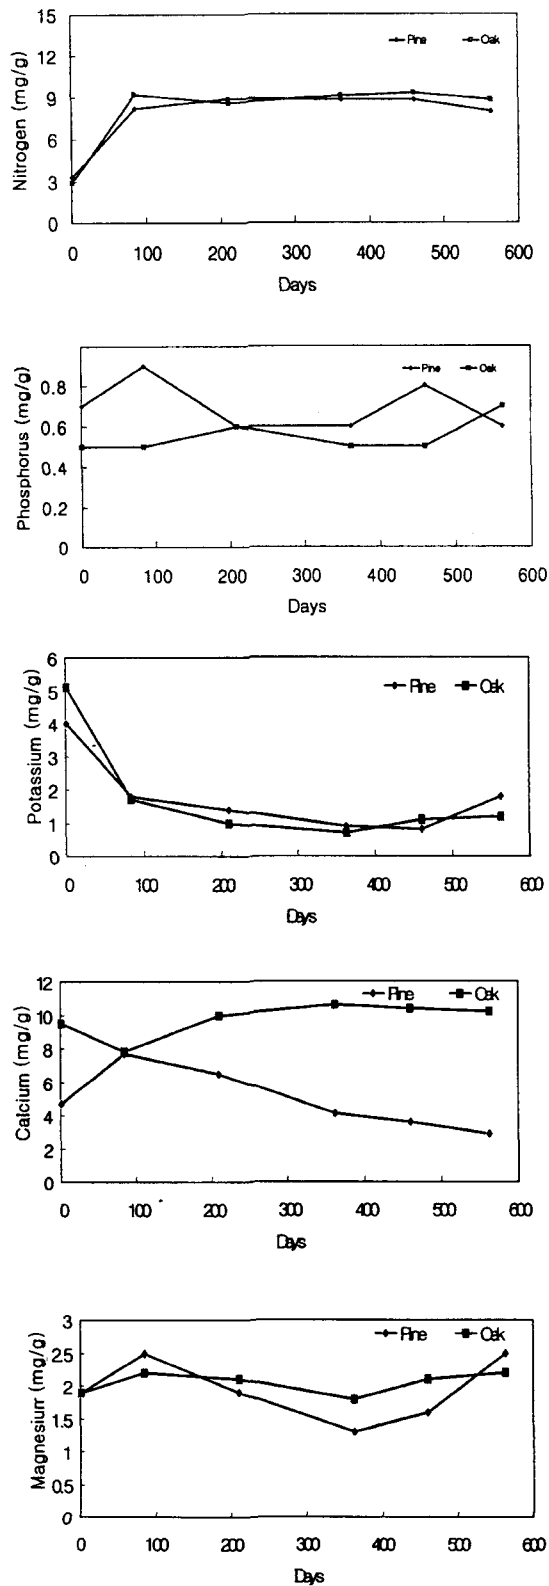 15
Pine Oak
12
9
6
3
0
Nitrogen (mg/g)
0 100 200 300 400 500 600
Days
Pine Oak
0.8
0.6
0.4
0.2
0
Phosphorus (mg/g)
0 100 200 300 400 500 600
Days
6
Pine Oak
5
4
3
2
1
0
Potassium (mg/g)
0 100 200 300 400 500 600
Days
12
Pine Oak
10
8
6
4
2
0
Calcium (mg/g)
0 100 200 300 400 500 600
Days
3
Pine Oak
2.5
2
1.5
1
0.5
0
Magnesiurr (mg/g)
0 100 200 300 400 500 600
Days